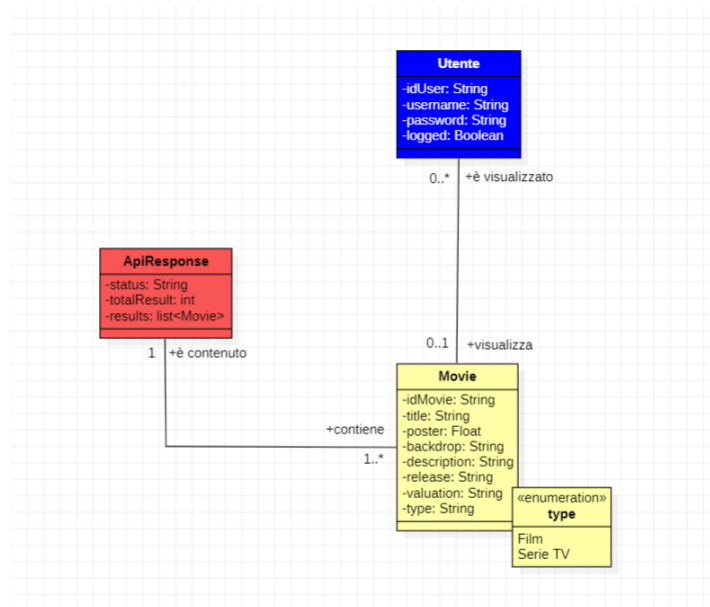 Utente
-idUser: String
-username: String
-password: String
-logged: Boolean
0..*
+è visualizzato
ApiResponse
-status: String
-totalResult: int
-results: list<Movie>
1
+è contenuto
0..1
+visualizza
+contiene
1..*
Movie
-idMovie: String
-title: String
-poster: Float
-backdrop: String
-description: String
-release: String
-valuation: String
-type: String
«enumeration»
type
Film
Serie TV